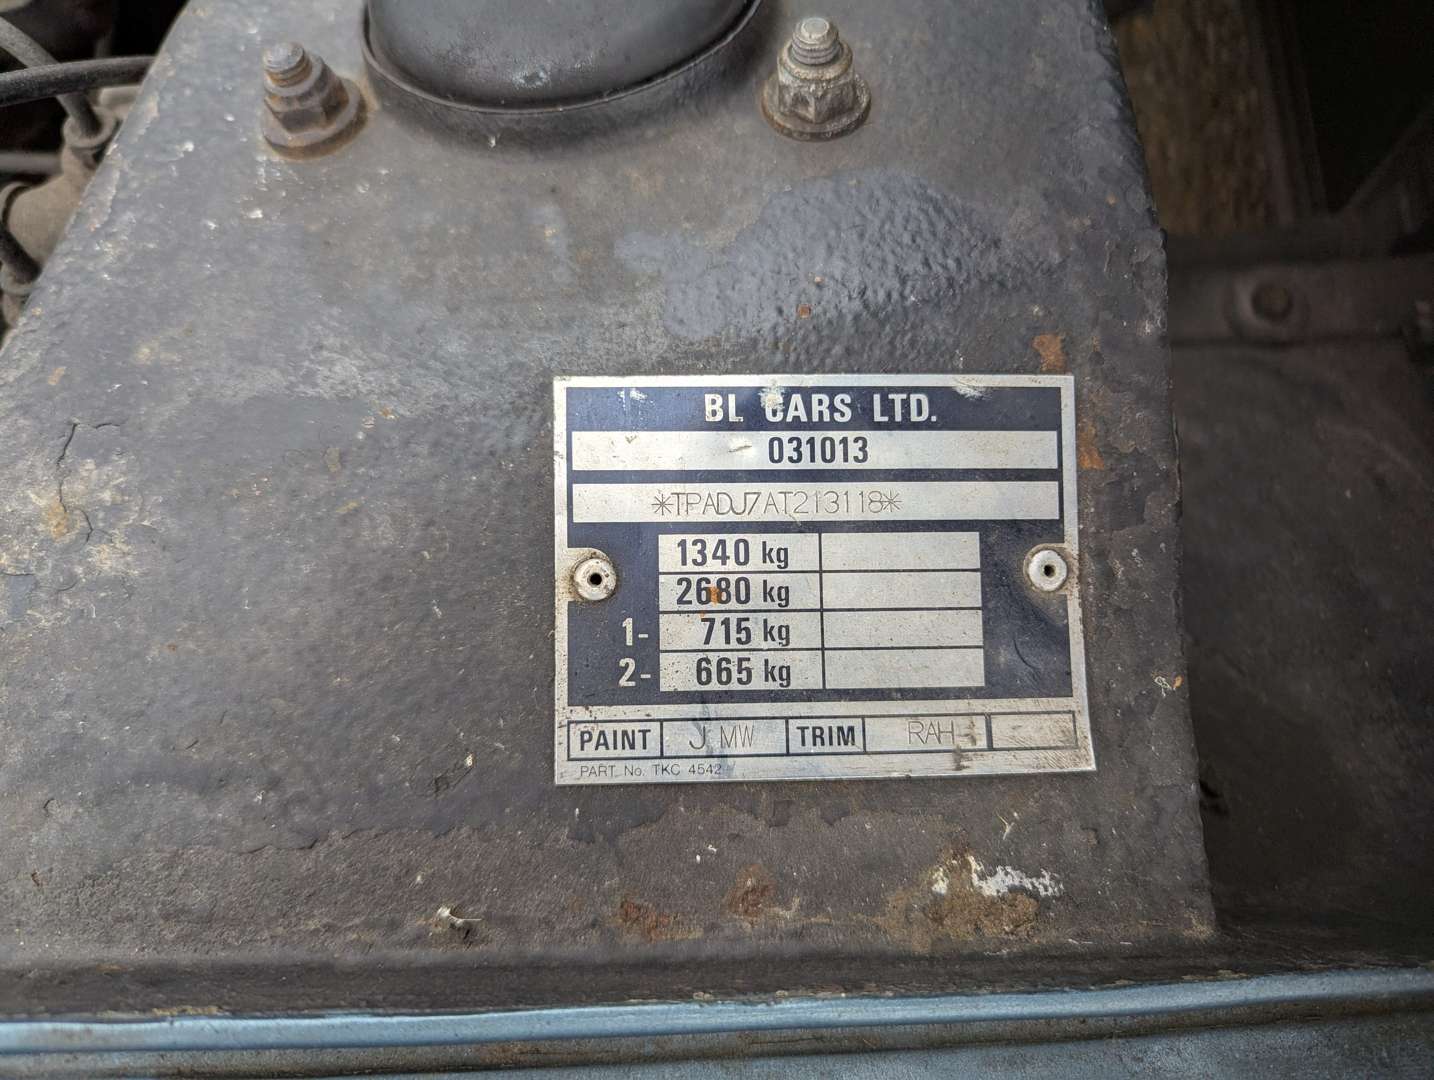 BL CARS LTD.
031013
*TPADJ7AT213118*
1340 kg
2680 kg
1- 715 kg
2- 665 kg
PAINT JMW TRIM RAH
PART No. TKC 4542